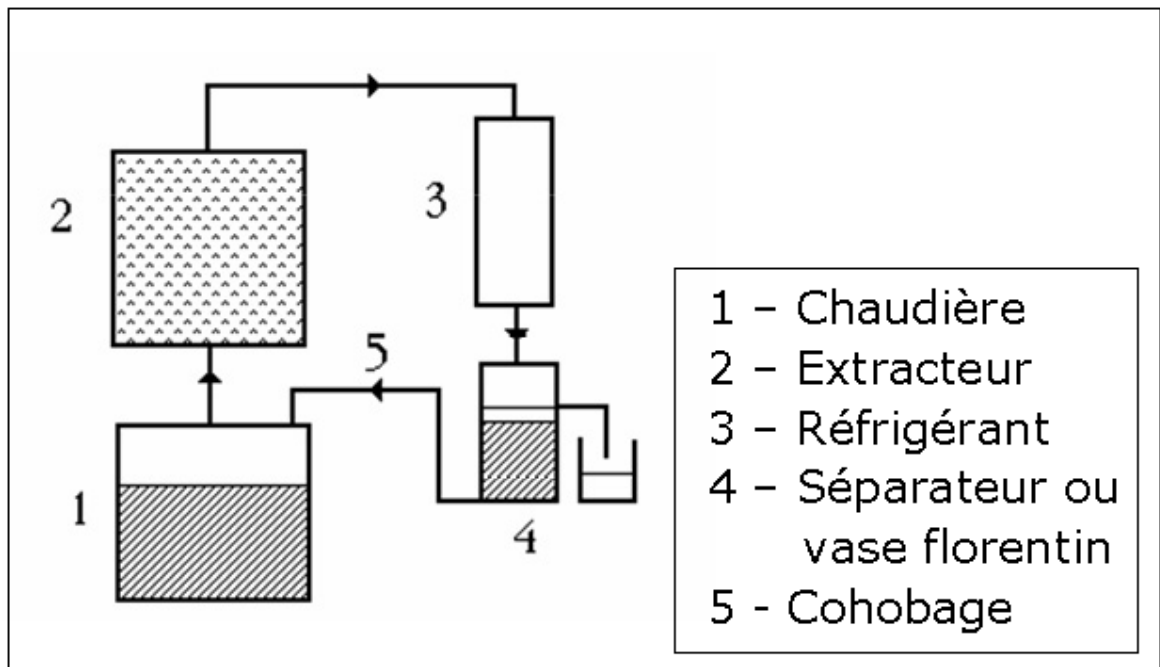 2
3
5
1
4
1 – Chaudière
2 – Extracteur
3 – Réfrigérant
4 – Séparateur ou
vase florentin
5 - Cohobage